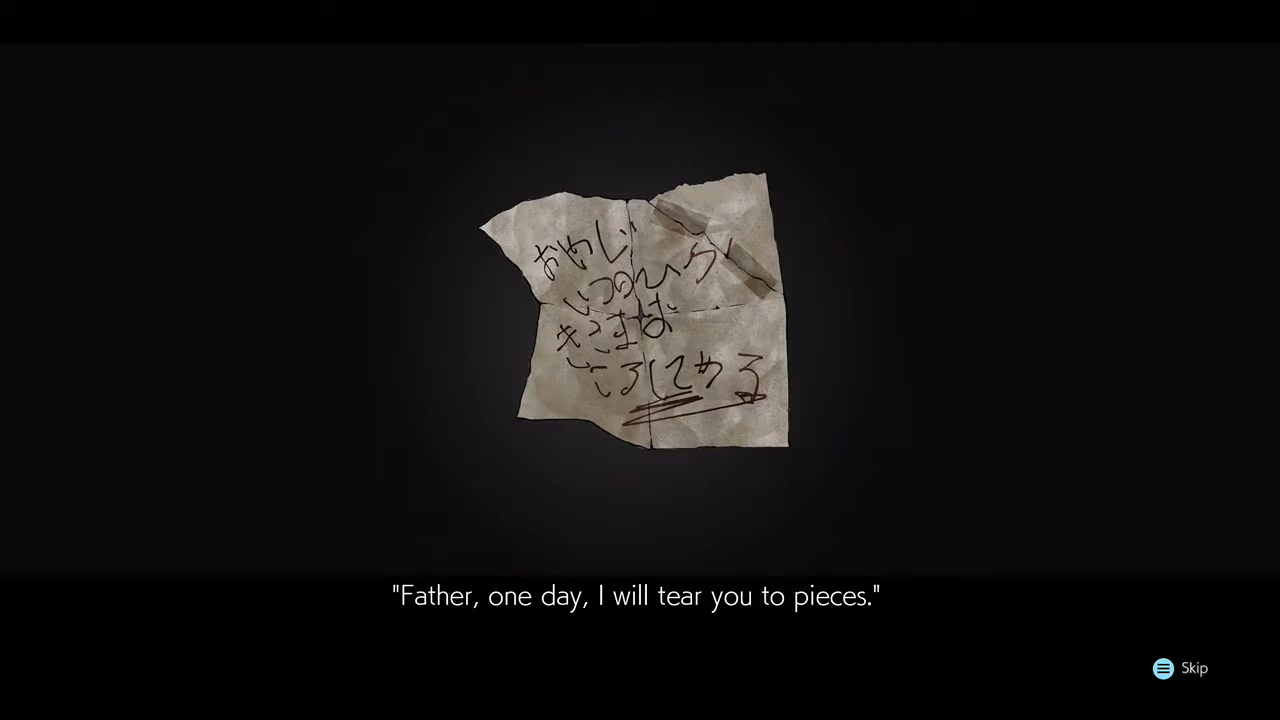 おやじ
いつのひか
きさまお
ころしてやる
"Father, one day, I will tear you to pieces."
Skip